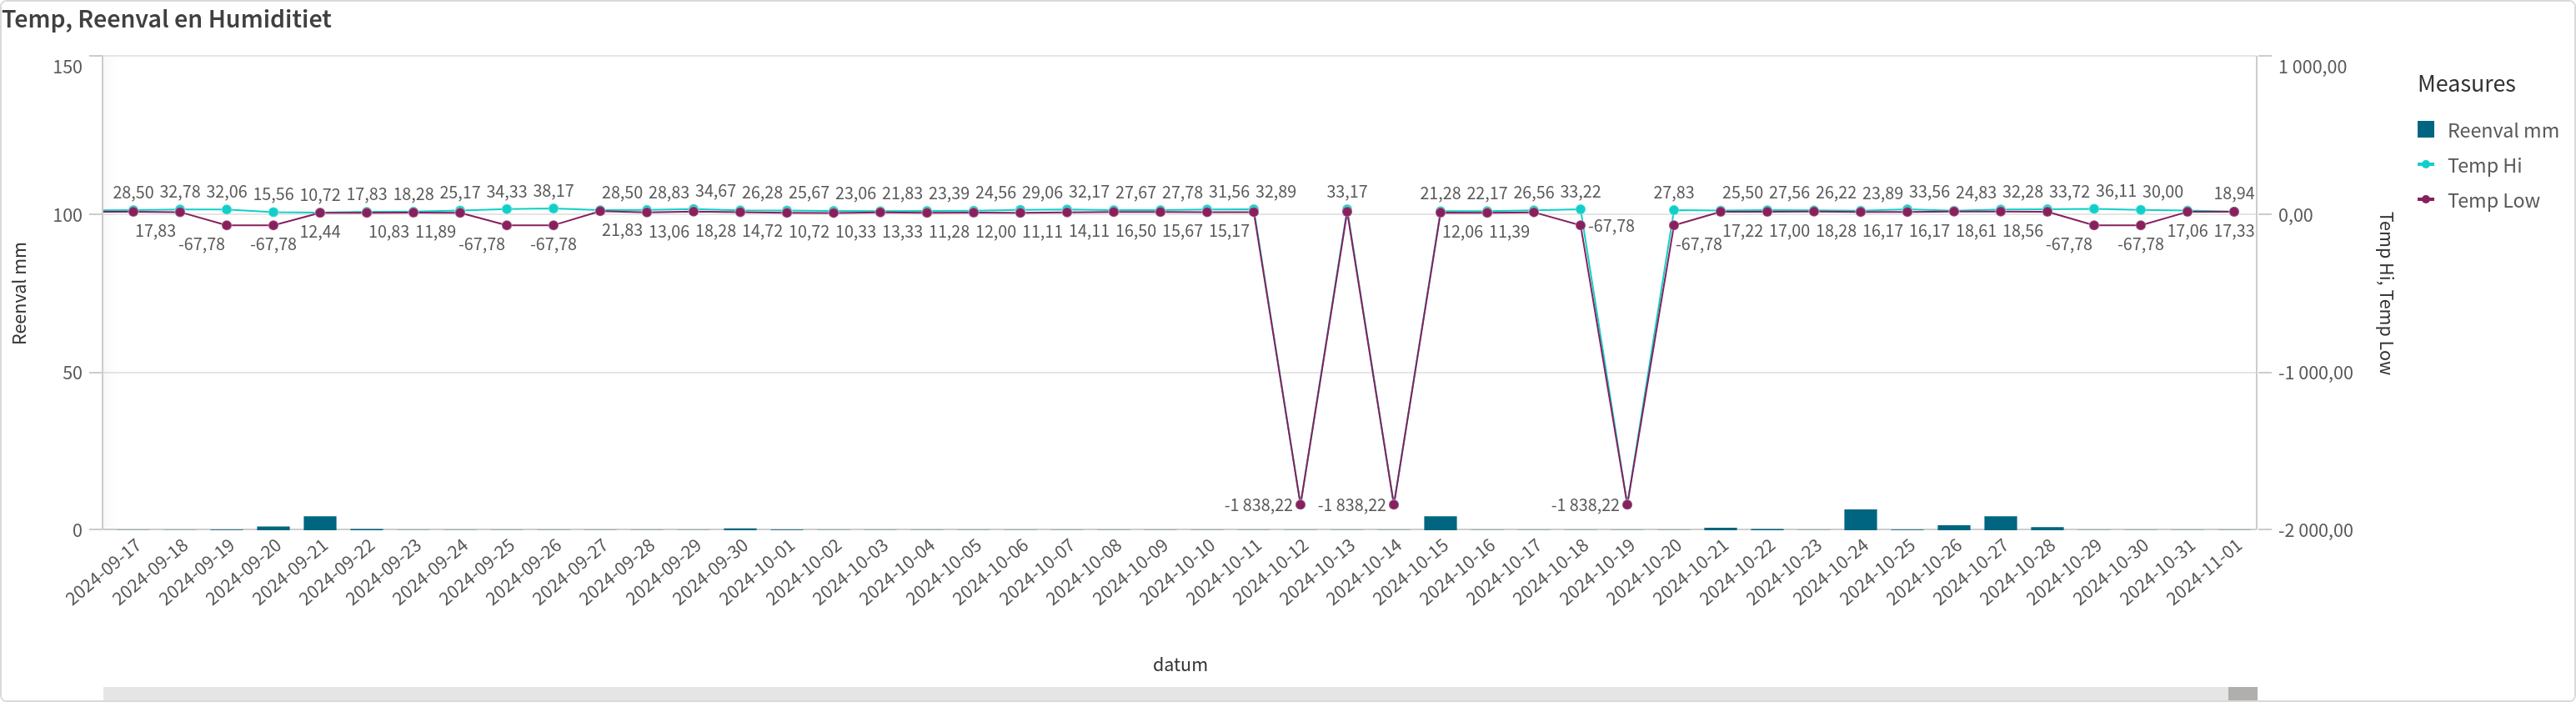 Temp, Reenval en Humiditiet
150
100
50
0
Reenval mm
1 000,00
0,00
-1 000,00
-2 000,00
Temp Hi, Temp Low
Measures
Reenval mm
Temp Hi
Temp Low
28,50 32,78 32,06 15,56 10,72 17,83 18,28 25,17 34,33 38,17 28,50 28,83 34,67 26,28 25,67 23,06 21,83 23,39 24,56 29,06 32,17 27,67 27,78 31,56 32,89 33,17 21,28 22,17 26,56 33,22 27,83 25,50 27,56 26,22 23,89 33,56 24,83 32,28 33,72 36,11 30,00 18,94
17,83 -67,78 -67,78 12,44 10,83 11,89 -67,78 -67,78 21,83 13,06 18,28 14,72 10,72 10,33 13,33 11,28 12,00 11,11 14,11 16,50 15,67 15,17 12,06 11,39 -67,78 -67,78 17,22 17,00 18,28 16,17 16,17 18,61 18,56 -67,78 -67,78 17,06 17,33
-1 838,22 -1 838,22 -1 838,22
2024-09-17 2024-09-18 2024-09-19 2024-09-20 2024-09-21 2024-09-22 2024-09-23 2024-09-24 2024-09-25 2024-09-26 2024-09-27 2024-09-28 2024-09-29 2024-09-30 2024-10-01 2024-10-02 2024-10-03 2024-10-04 2024-10-05 2024-10-06 2024-10-07 2024-10-08 2024-10-09 2024-10-10 2024-10-11 2024-10-12 2024-10-13 2024-10-14 2024-10-15 2024-10-16 2024-10-17 2024-10-18 2024-10-19 2024-10-20 2024-10-21 2024-10-22 2024-10-23 2024-10-24 2024-10-25 2024-10-26 2024-10-27 2024-10-28 2024-10-29 2024-10-30 2024-10-31 2024-11-01
datum